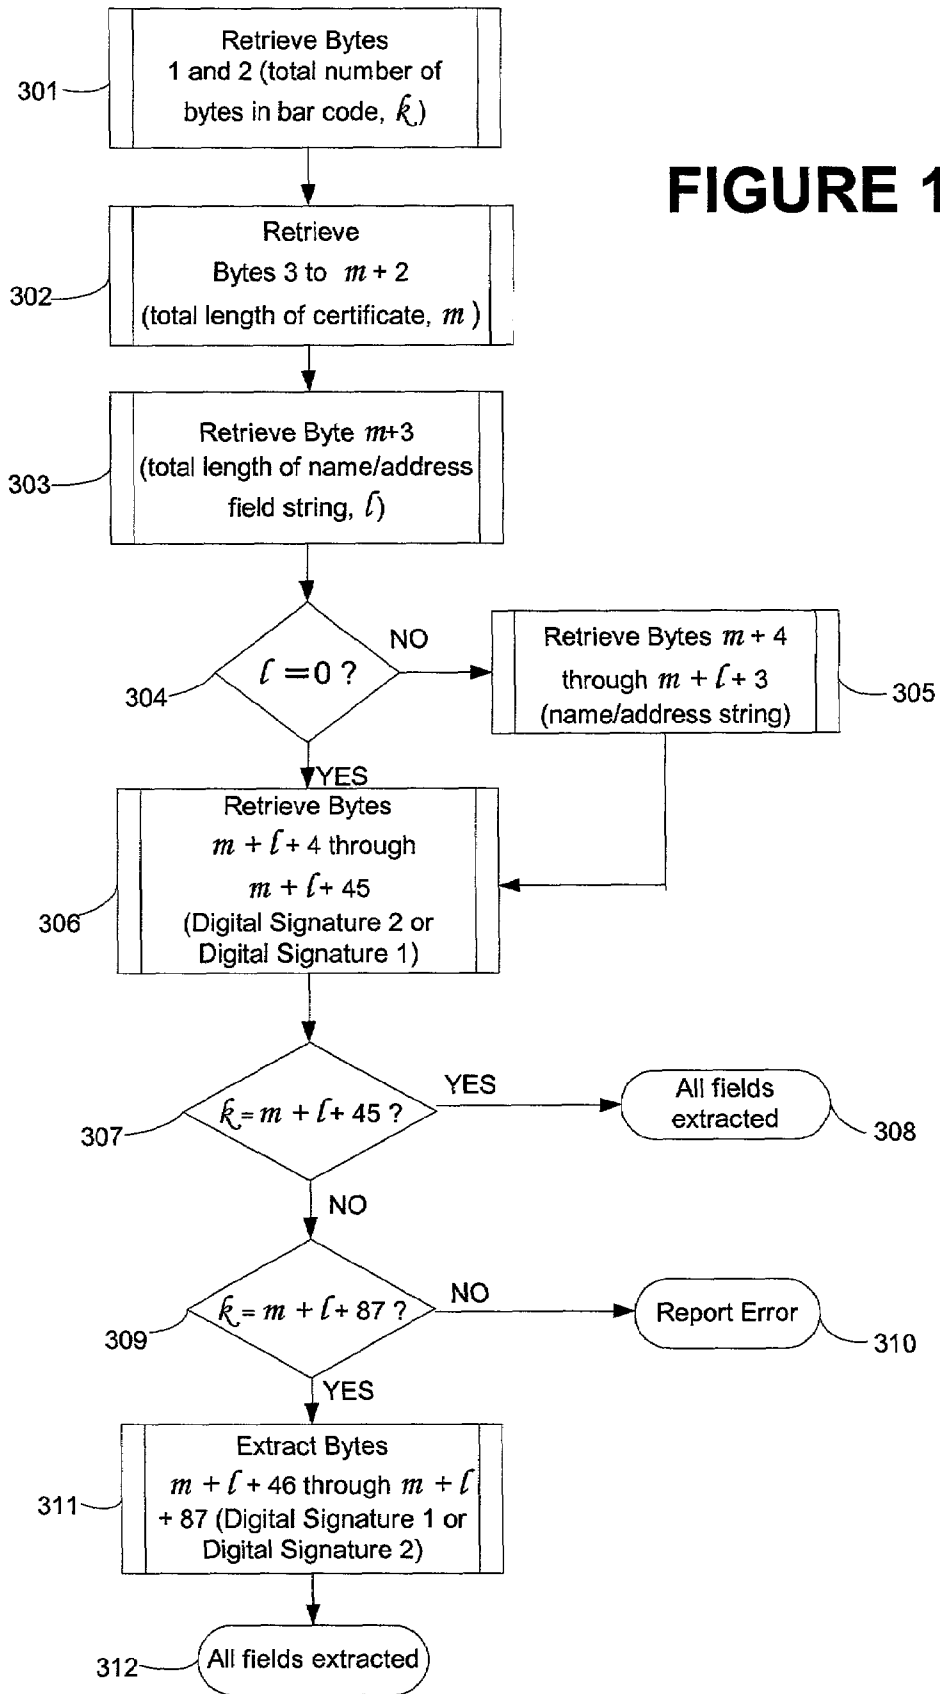 Retrieve Bytes
1 and 2 (total number of
bytes in bar code, k)
301
FIGURE 1
Retrieve
Bytes 3 to m + 2
(total length of certificate, m )
302
Retrieve Byte m+3
(total length of name/address
field string, l)
303
l = 0 ?
304
NO
Retrieve Bytes m + 4
through m + l + 3
(name/address string)
305
YES
Retrieve Bytes
m + l + 4 through
m + l + 45
(Digital Signature 2 or
Digital Signature 1)
306
k = m + l + 45 ?
307
YES
All fields
extracted
308
NO
k = m + l + 87 ?
309
NO
Report Error
310
YES
Extract Bytes
m + l + 46 through m + l
+ 87 (Digital Signature 1 or
Digital Signature 2)
311
All fields extracted
312